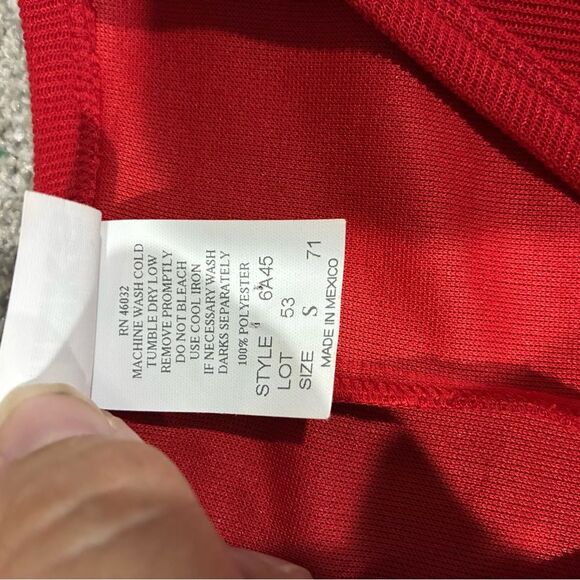 RN 46032
MACHINE WASH COLD
TUMBLE DRY LOW
REMOVE PROMPTLY
DO NOT BLEACH
USE COOL IRON
IF NECESSARY WASH
DARKS SEPARATELY
100% POLYESTER
STYLE 6A45
LOT 53
SIZE S 71
MADE IN MEXICO